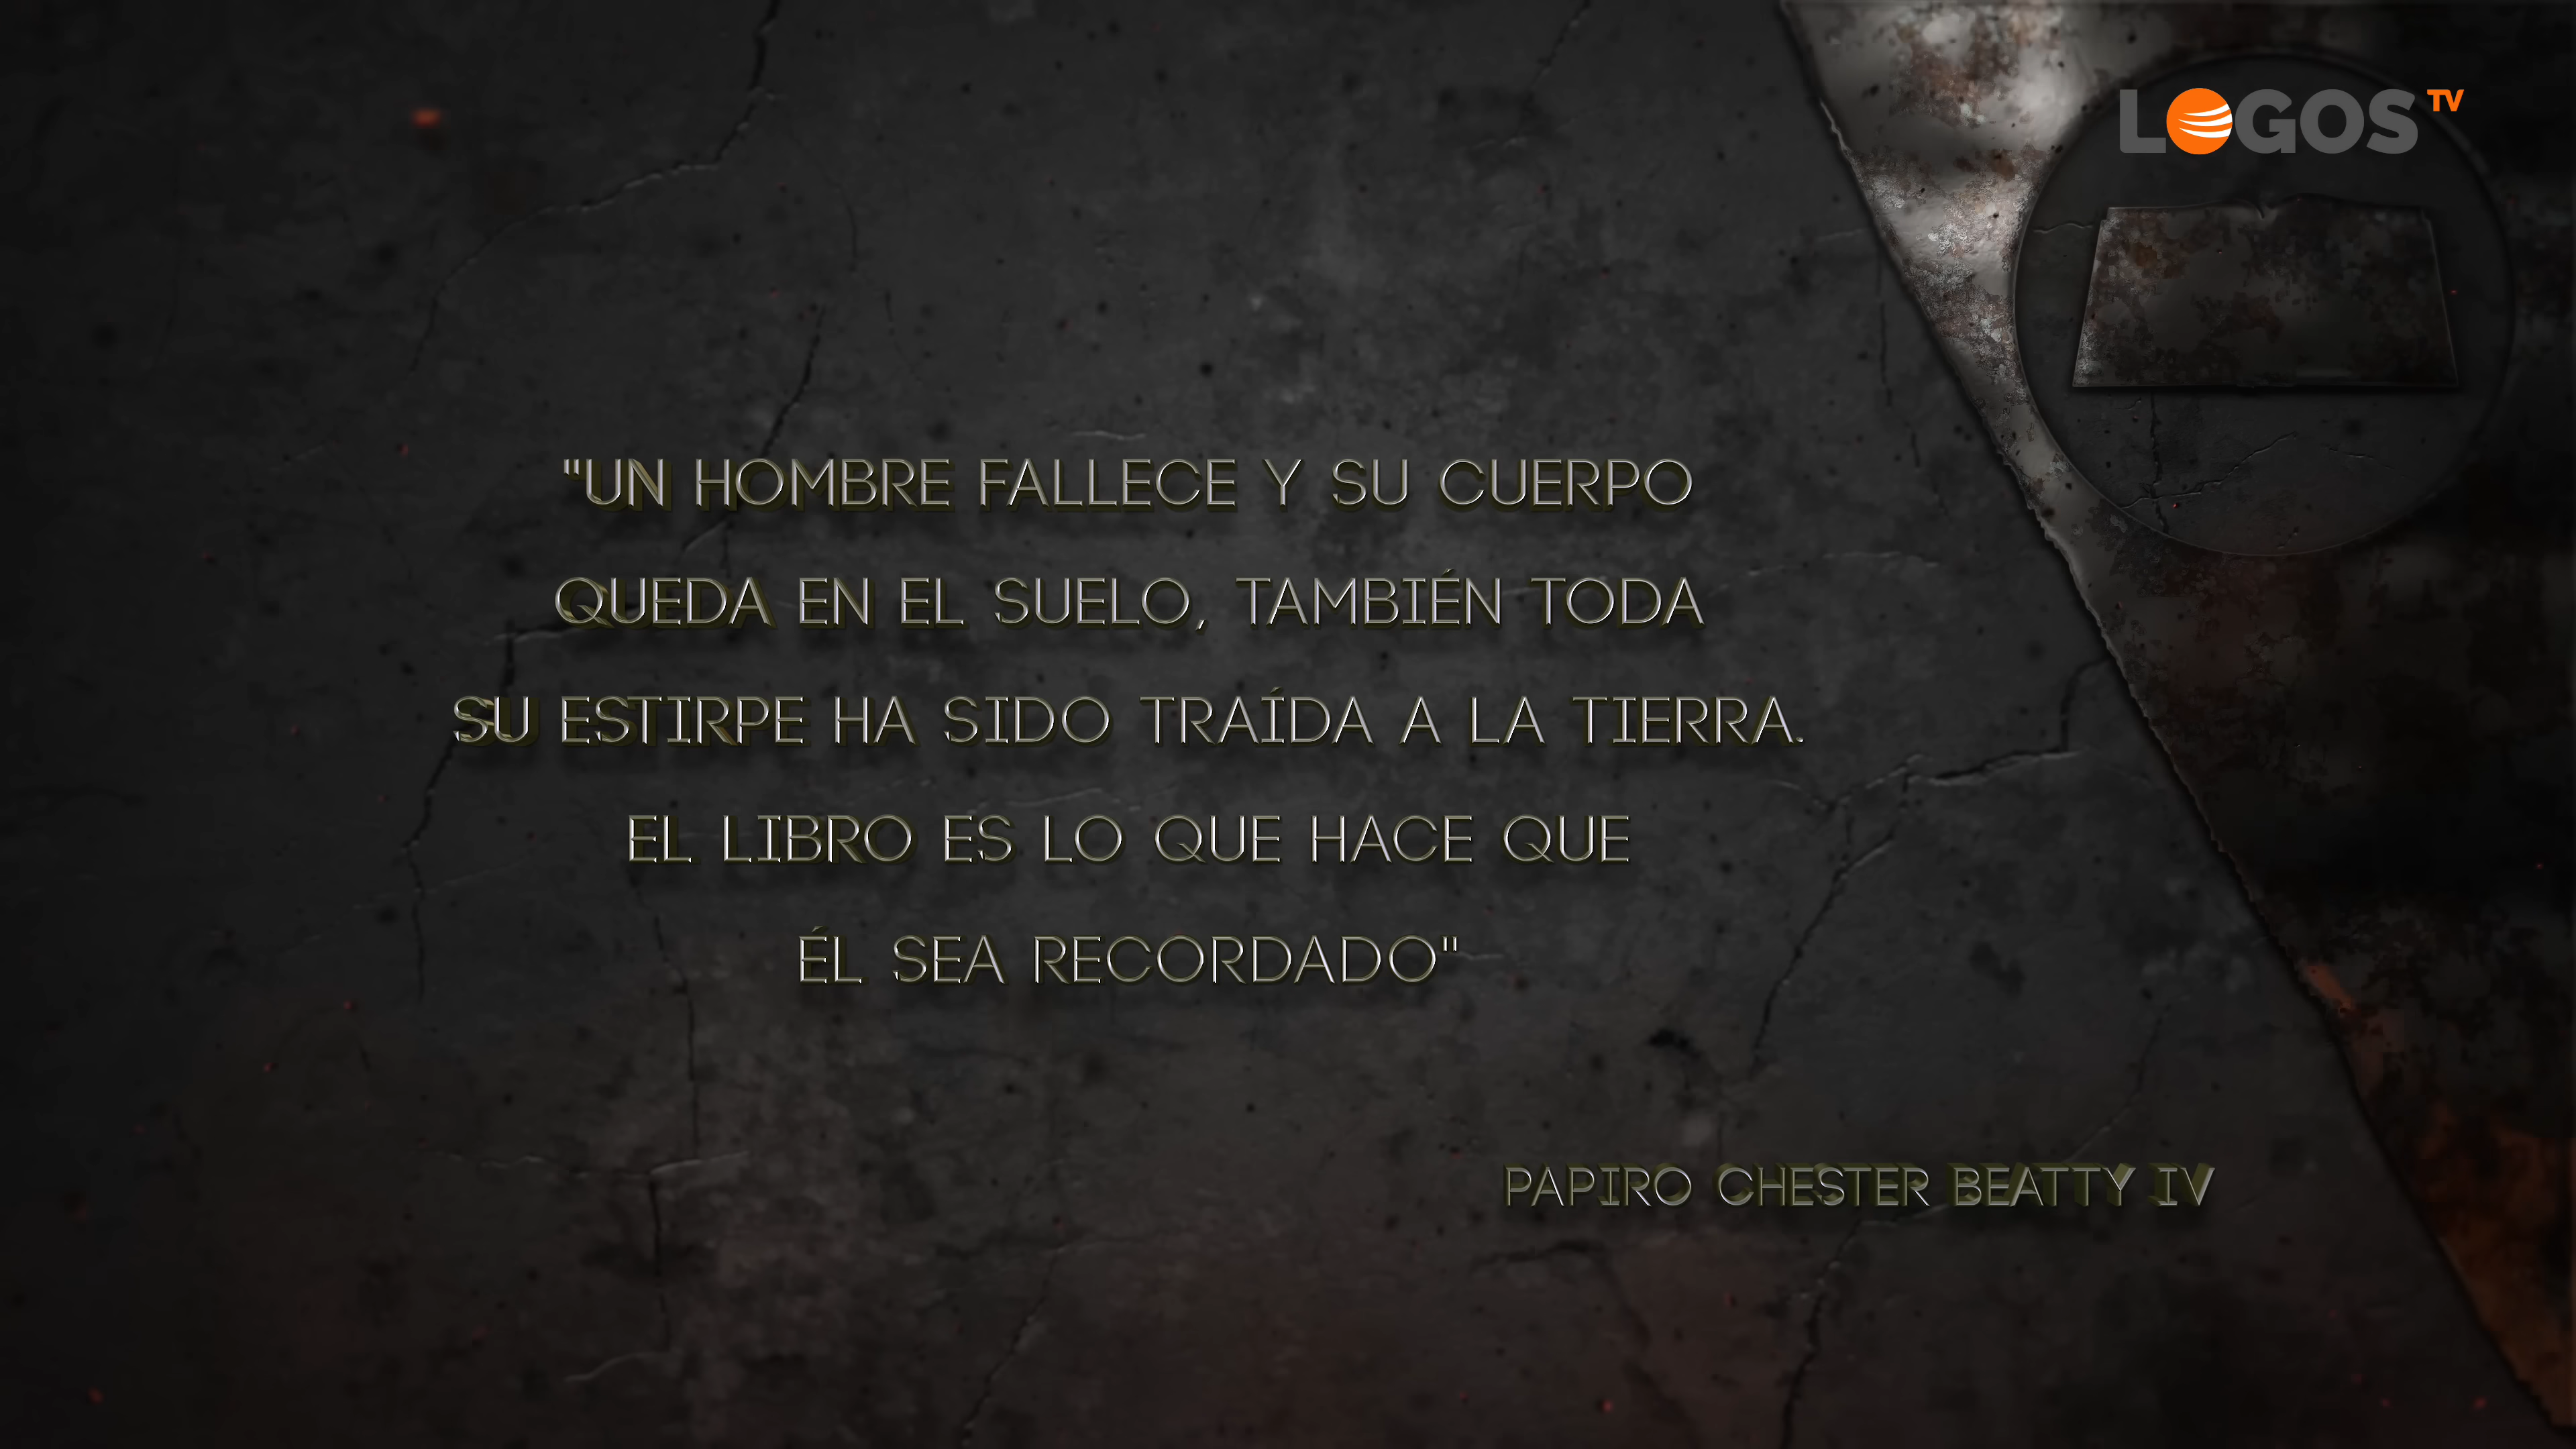 LOGOS TV
"UN HOMBRE FALLECE Y SU CUERPO
QUEDA EN EL SUELO, TAMBIÉN TODA
SU ESTIRPE HA SIDO TRAÍDA A LA TIERRA.
EL LIBRO ES LO QUE HACE QUE
ÉL SEA RECORDADO"
PAPIRO CHESTER BEATTY IV